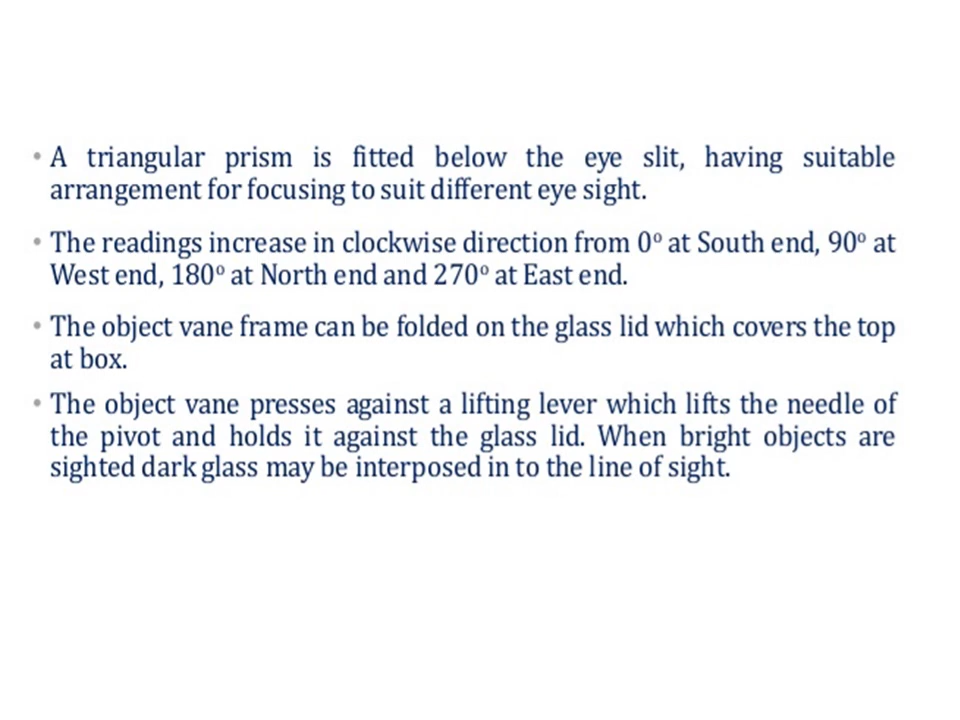 • A triangular prism is fitted below the eye slit, having suitable
arrangement for focusing to suit different eye sight.
• The readings increase in clockwise direction from 0º at South end, 90º at
West end, 180º at North end and 270º at East end.
• The object vane frame can be folded on the glass lid which covers the top
at box.
• The object vane presses against a lifting lever which lifts the needle of
the pivot and holds it against the glass lid. When bright objects are
sighted dark glass may be interposed in to the line of sight.